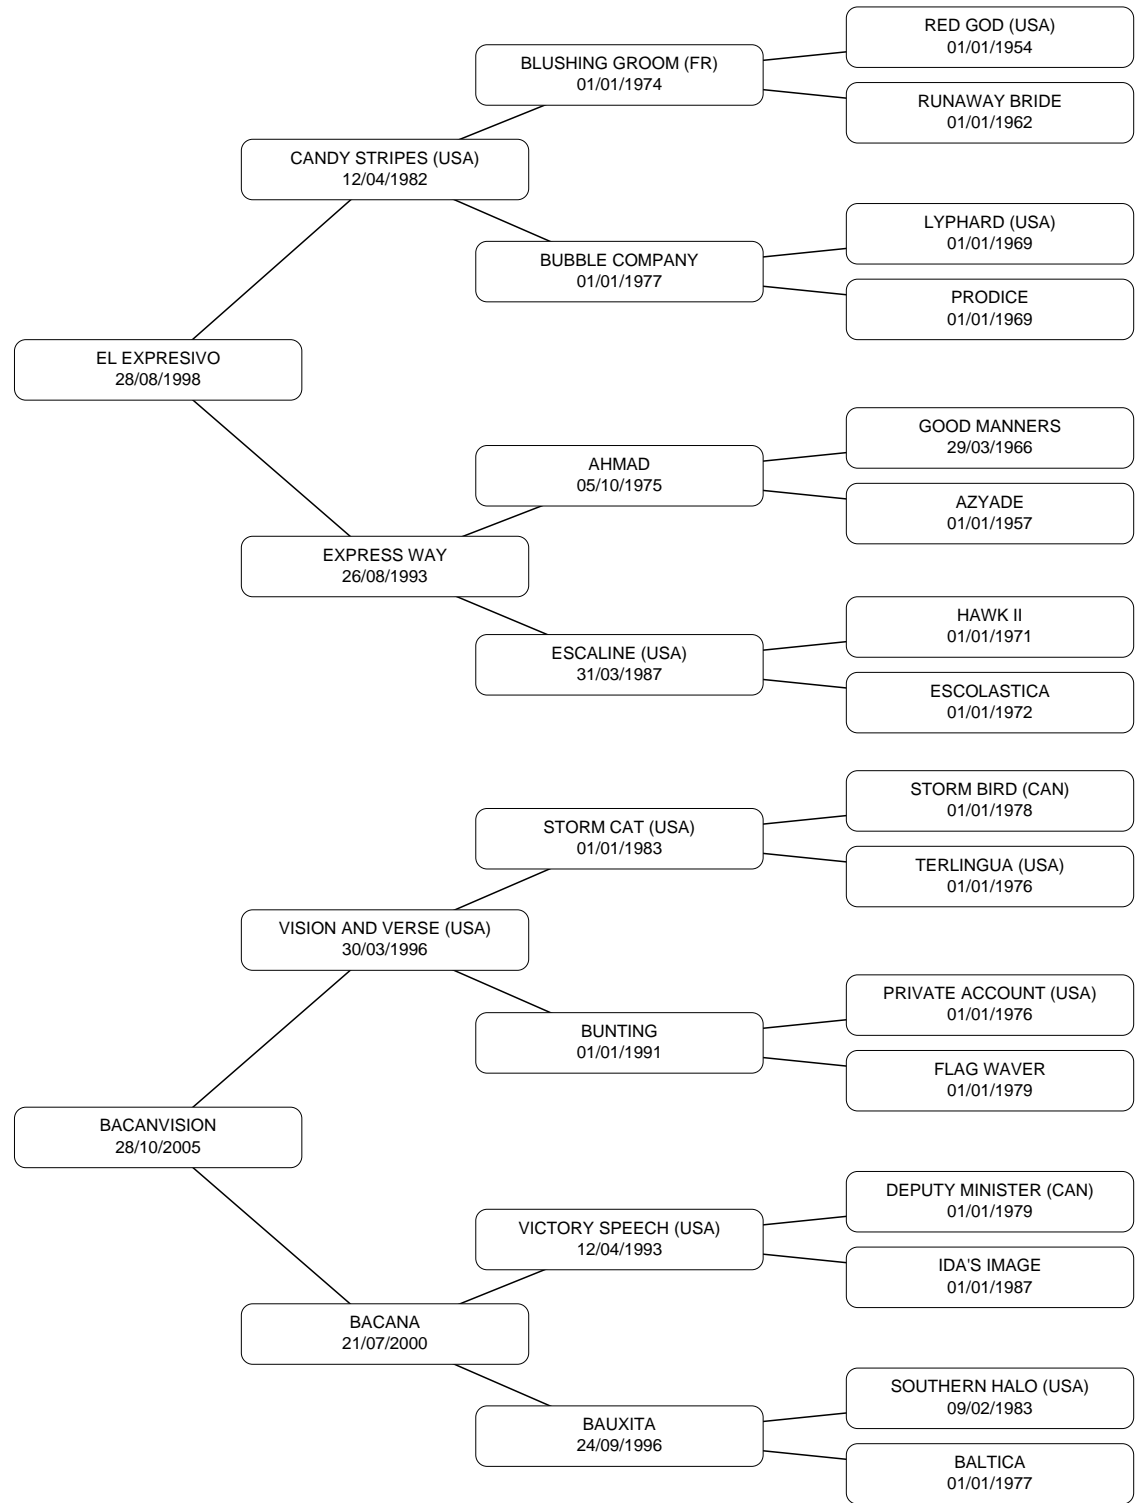 RED GOD (USA)
01/01/1954
BLUSHING GROOM (FR)
01/01/1974
RUNAWAY BRIDE
01/01/1962
CANDY STRIPES (USA)
12/04/1982
LYPHARD (USA)
01/01/1969
BUBBLE COMPANY
01/01/1977
PRODICE
01/01/1969
EL EXPRESIVO
28/08/1998
GOOD MANNERS
29/03/1966
AHMAD
05/10/1975
AZYADE
01/01/1957
EXPRESS WAY
26/08/1993
HAWK II
01/01/1971
ESCALINE (USA)
31/03/1987
ESCOLASTICA
01/01/1972
STORM BIRD (CAN)
01/01/1978
STORM CAT (USA)
01/01/1983
TERLINGUA (USA)
01/01/1976
VISION AND VERSE (USA)
30/03/1996
PRIVATE ACCOUNT (USA)
01/01/1976
BUNTING
01/01/1991
FLAG WAVER
01/01/1979
BACANVISION
28/10/2005
DEPUTY MINISTER (CAN)
01/01/1979
VICTORY SPEECH (USA)
12/04/1993
IDA'S IMAGE
01/01/1987
BACANA
21/07/2000
SOUTHERN HALO (USA)
09/02/1983
BAUXITA
24/09/1996
BALTICA
01/01/1977